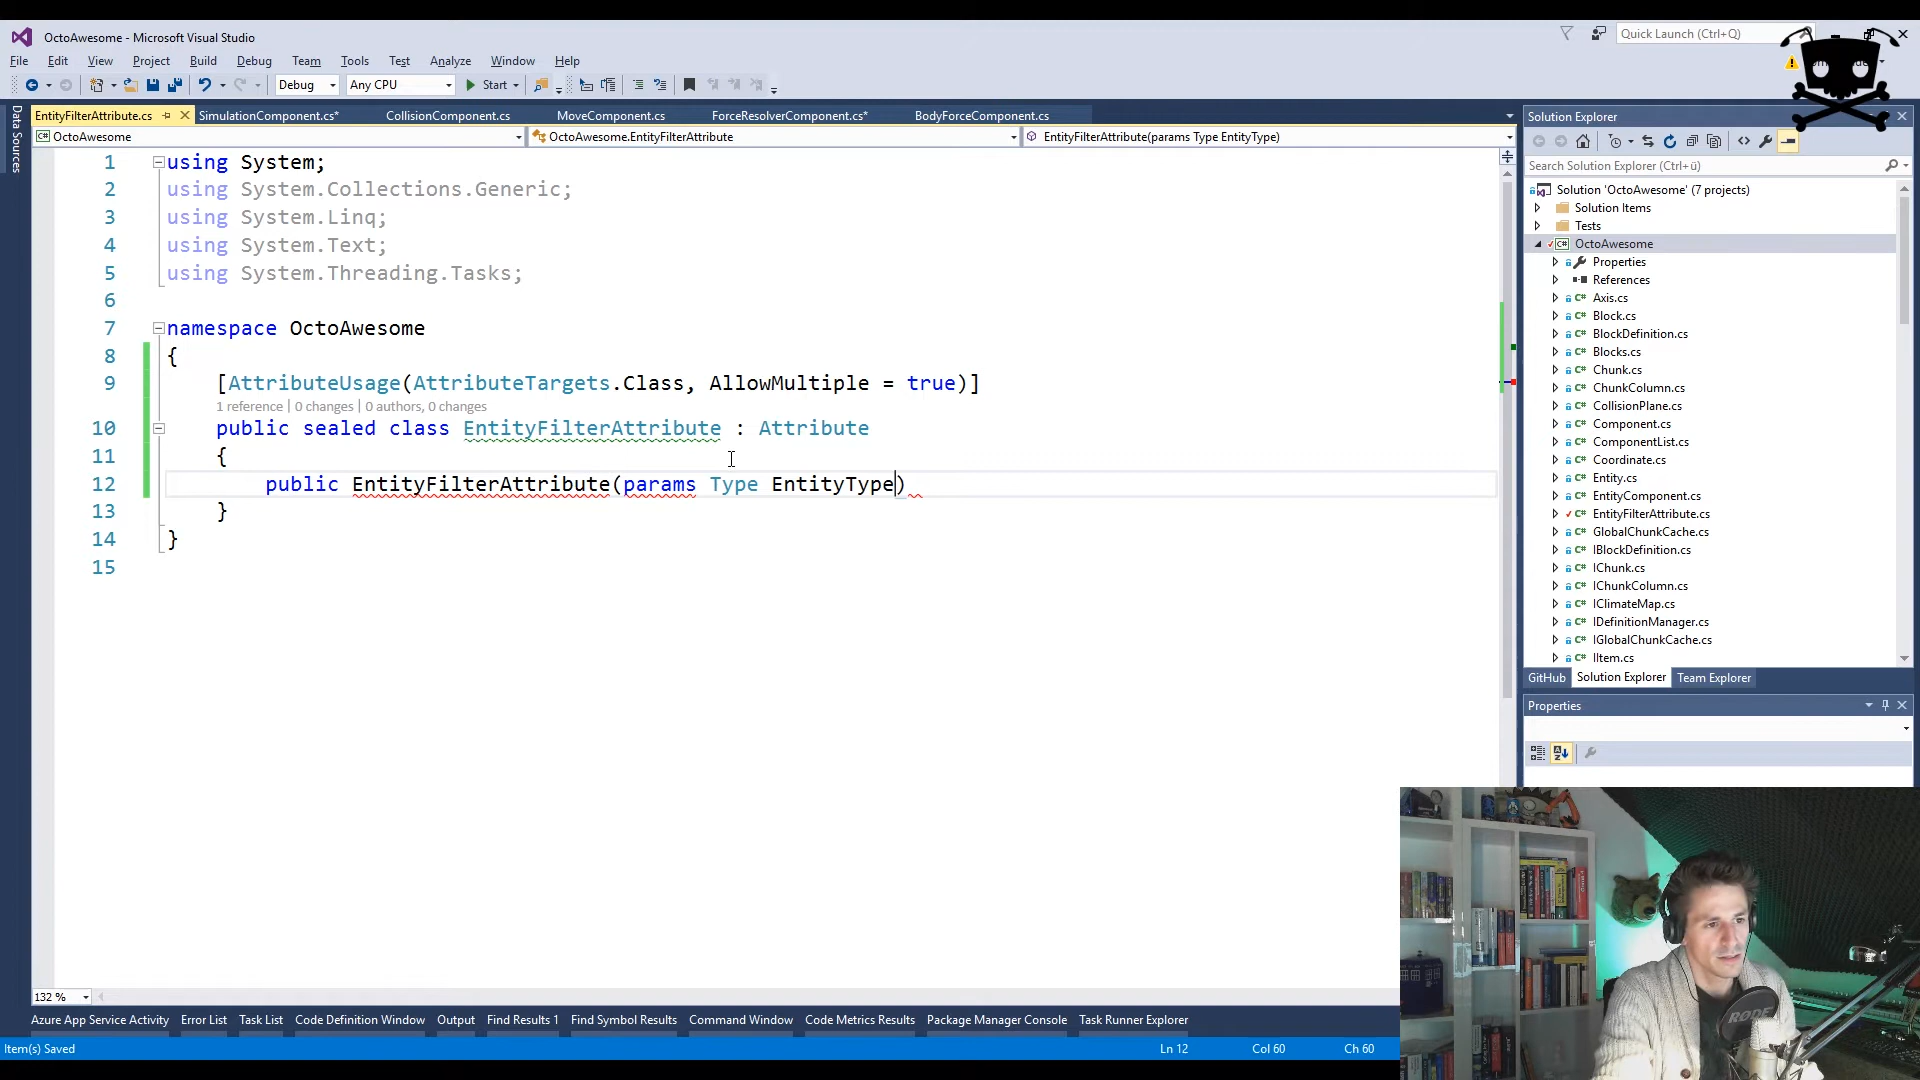 OctoAwesome - Microsoft Visual Studio
Quick Launch (Ctrl+Q)
File Edit View Project Build Debug Team Tools Test Analyze Window Help
Debug Any CPU Start
Data Sources
EntityFilterAttribute.cs SimulationComponent.cs* CollisionComponent.cs MoveComponent.cs ForceResolverComponent.cs* BodyForceComponent.cs
OctoAwesome OctoAwesome.EntityFilterAttribute EntityFilterAttribute(params Type EntityType)
1 using System;
2 using System.Collections.Generic;
3 using System.Linq;
4 using System.Text;
5 using System.Threading.Tasks;
6
7 namespace OctoAwesome
8 {
9 [AttributeUsage(AttributeTargets.Class, AllowMultiple = true)]
1 reference | 0 changes | 0 authors, 0 changes
10 public sealed class EntityFilterAttribute : Attribute
11 {
12 public EntityFilterAttribute(params Type EntityType)
13 }
14 }
15
132 %
Solution Explorer
Search Solution Explorer (Ctrl+ü)
Solution 'OctoAwesome' (7 projects)
Solution Items
Tests
OctoAwesome
Properties
References
Axis.cs
Block.cs
BlockDefinition.cs
Blocks.cs
Chunk.cs
ChunkColumn.cs
CollisionPlane.cs
Component.cs
ComponentList.cs
Coordinate.cs
Entity.cs
EntityComponent.cs
EntityFilterAttribute.cs
GlobalChunkCache.cs
IBlockDefinition.cs
IChunk.cs
IChunkColumn.cs
IClimateMap.cs
IDefinitionManager.cs
IGlobalChunkCache.cs
IItem.cs
GitHub Solution Explorer Team Explorer
Properties
RODE
Azure App Service Activity Error List Task List Code Definition Window Output Find Results 1 Find Symbol Results Command Window Code Metrics Results Package Manager Console Task Runner Explorer
Item(s) Saved Ln 12 Col 60 Ch 60